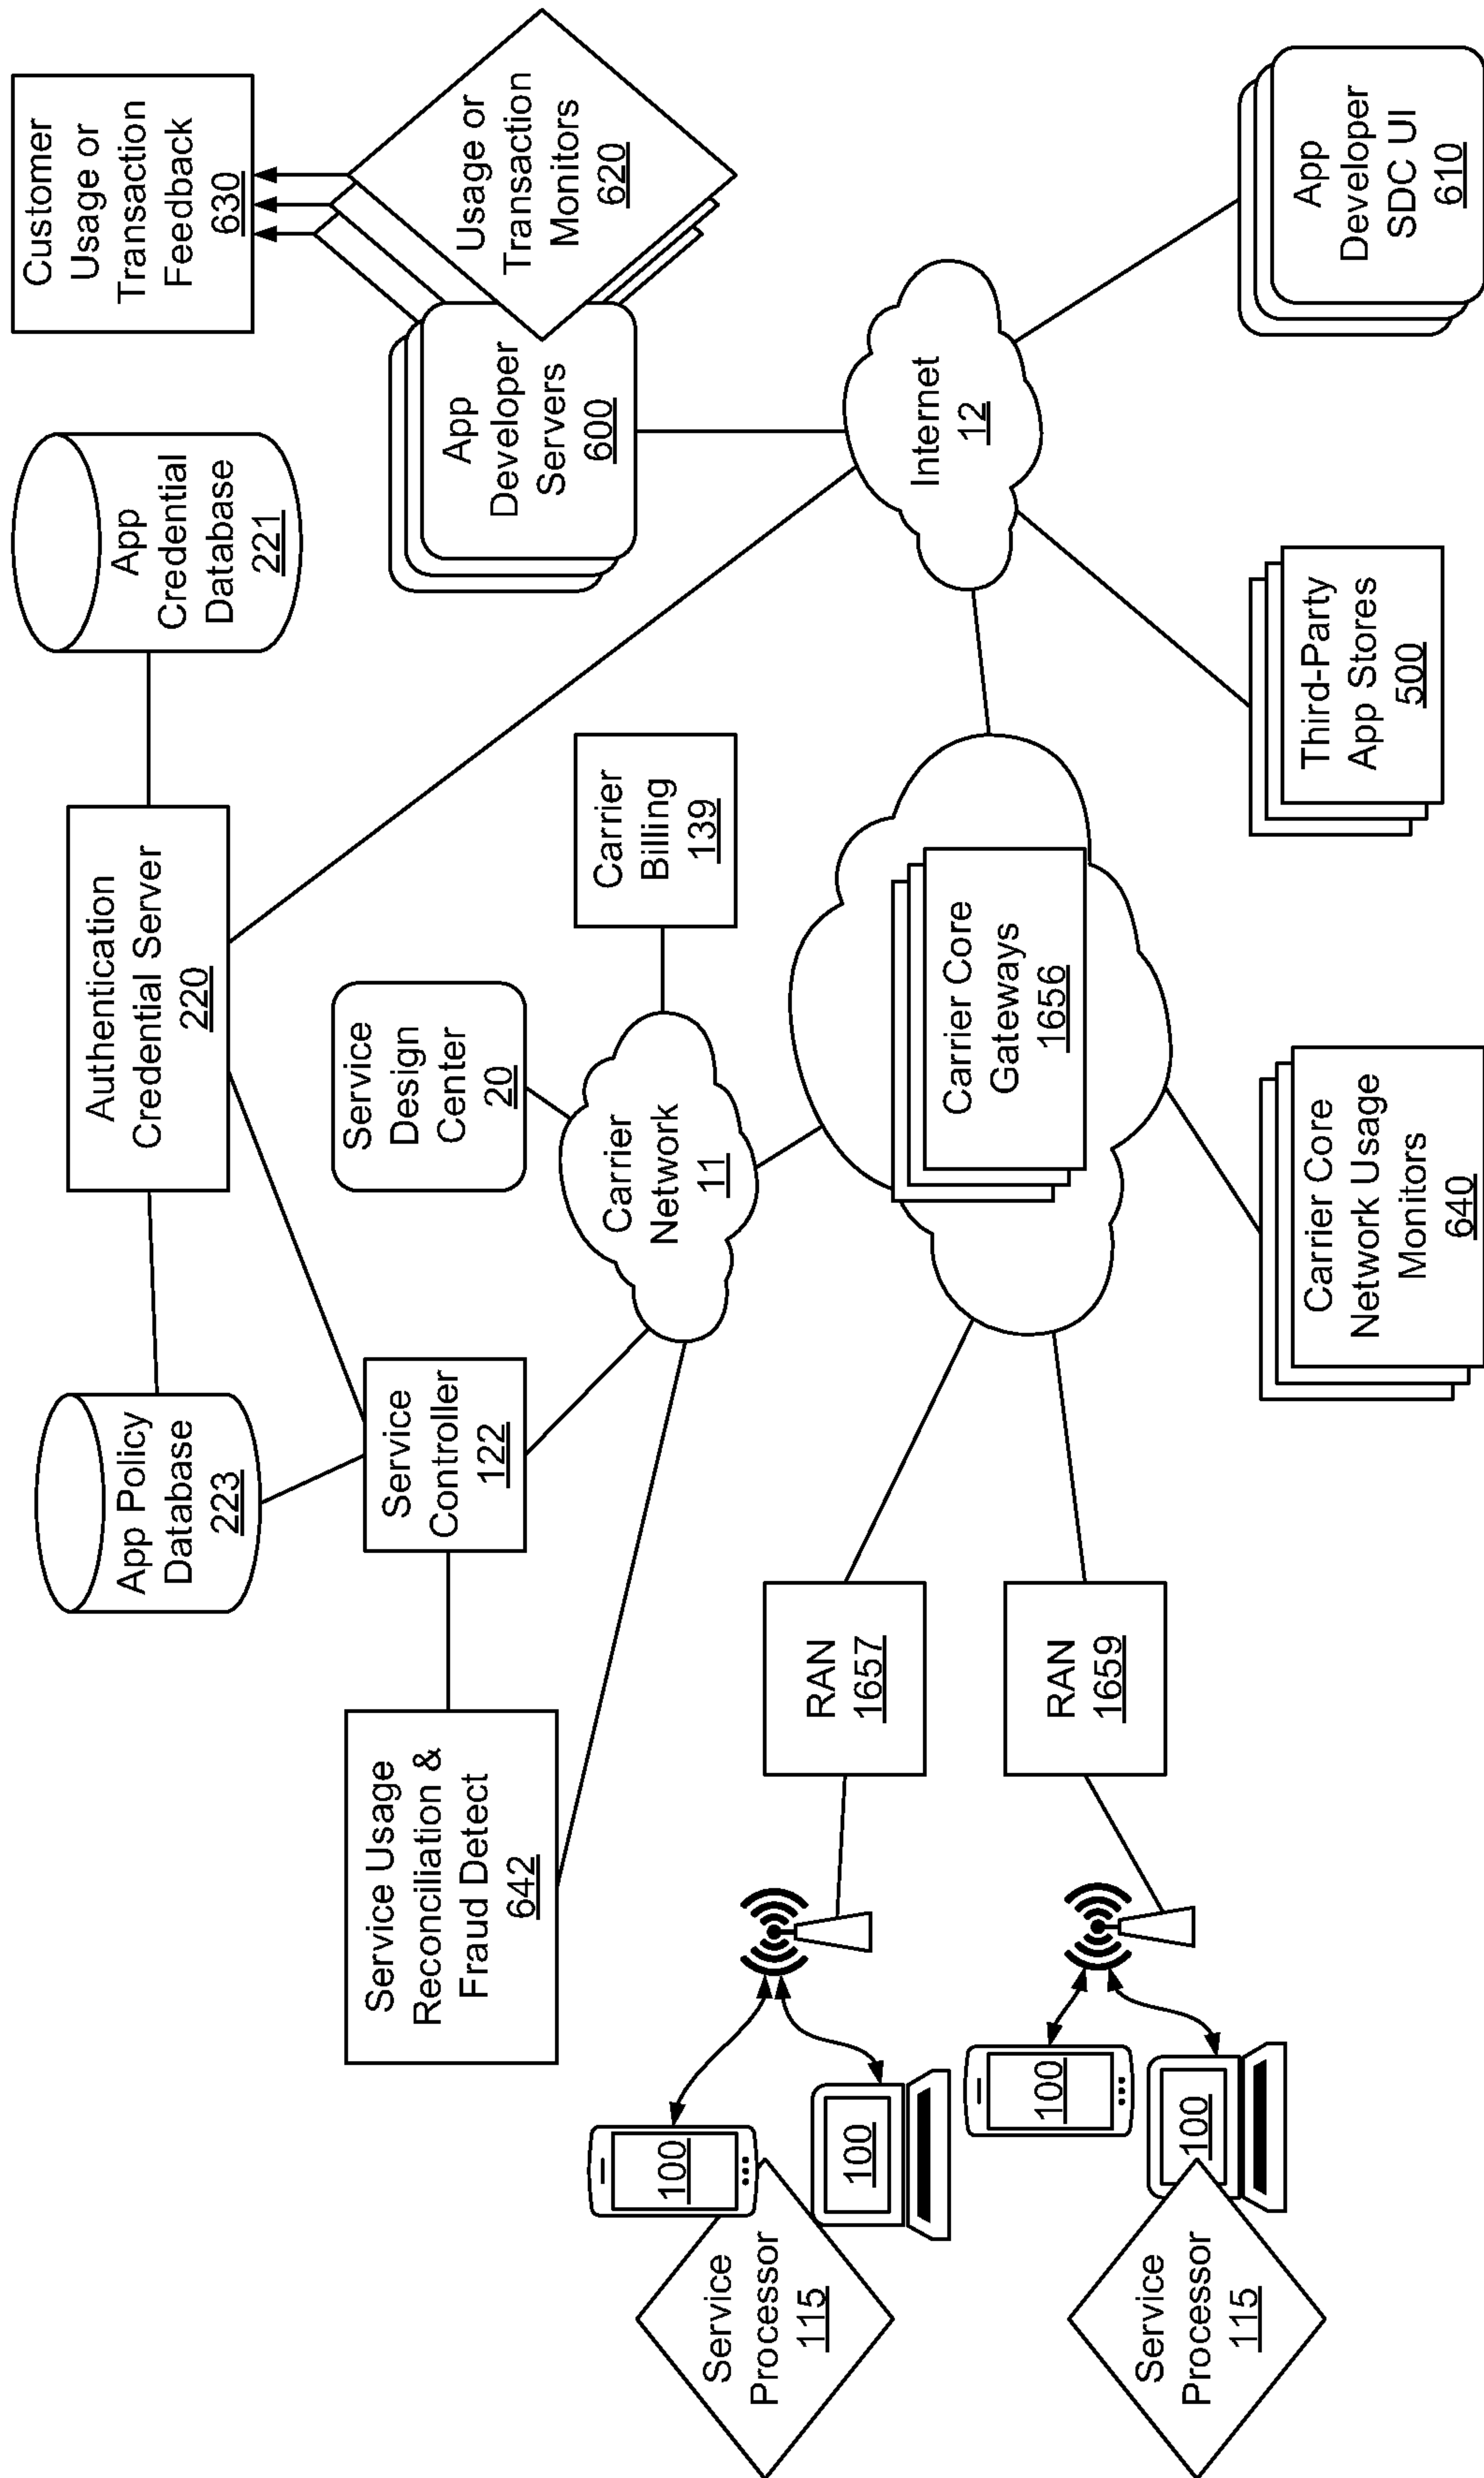 App Policy
Database
223
Authentication
Credential Server
220
App
Credential
Database
221
Customer
Usage or
Transaction
Feedback
630
Service Usage
Reconciliation &
Fraud Detect
642
Service
Controller
122
Service
Design
Center
20
App
Developer
Servers
600
Usage or
Transaction
Monitors
620
Carrier
Network
11
Carrier
Billing
139
Service
Processor
115
100
100
RAN
1657
Carrier Core
Gateways
1656
Internet
12
Service
Processor
115
100
100
RAN
1659
Carrier Core
Network Usage
Monitors
640
Third-Party
App Stores
500
App
Developer
SDC UI
610